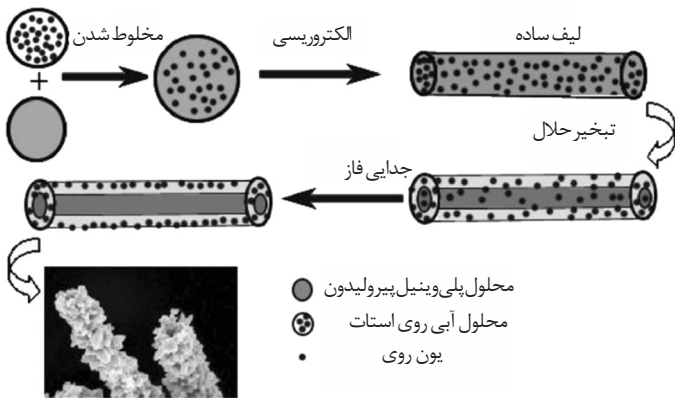 مخلوط شدن
الکتروریسی
لیف ساده
+
تبخیر حلال
جدایی فاز
محلول پلی‌وینیل پیرولیدون
محلول آبی روی استات
یون روی